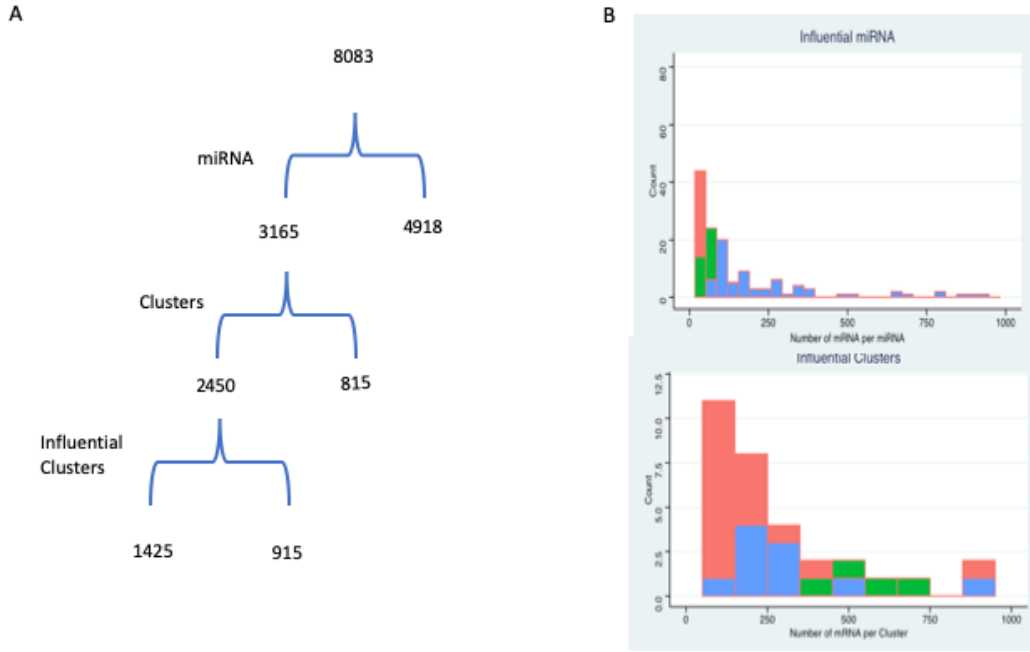 A
8083
miRNA
3165
4918
Clusters
2450
815
Influential
Clusters
1425
915
B
Influential miRNA
80
60
40
20
0
Count
0
250
500
750
1000
Number of mRNA per miRNA
Influential Clusters
12.5
10.0
7.5
5.0
2.5
0.0
Count
0
250
500
750
1000
Number of mRNA per Cluster